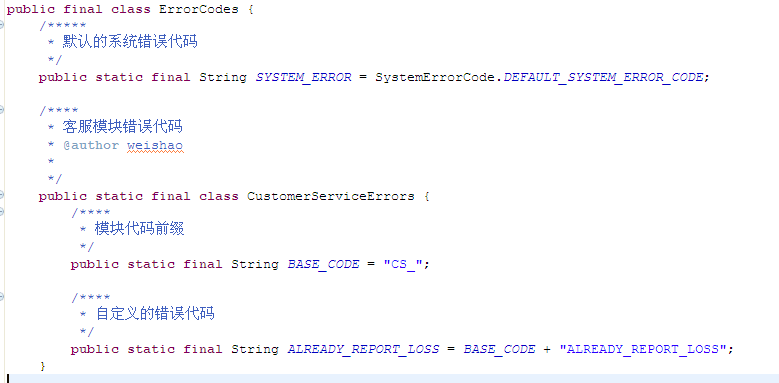 public final class ErrorCodes {
/*****
* 默认的系统错误代码
*/
public static final String SYSTEM_ERROR = SystemErrorCode.DEFAULT_SYSTEM_ERROR_CODE;
/****
* 客服模块错误代码
* @author weishao
*
*/
public static final class CustomerServiceErrors {
/****
* 模块代码前缀
*/
public static final String BASE_CODE = "CS_";
/****
* 自定义的错误代码
*/
public static final String ALREADY_REPORT_LOSS = BASE_CODE + "ALREADY_REPORT_LOSS";
}